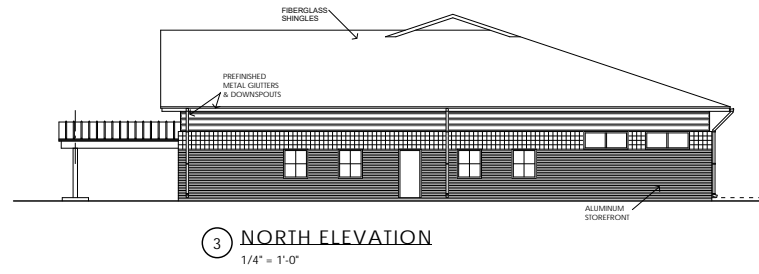 FIBERGLASS
SHINGLES
PREFINISHED
METAL GIUTTERS
& DOWNSPOUTS
ALUMINUM
STOREFRONT
3 NORTH ELEVATION
1/4" = 1'-0"